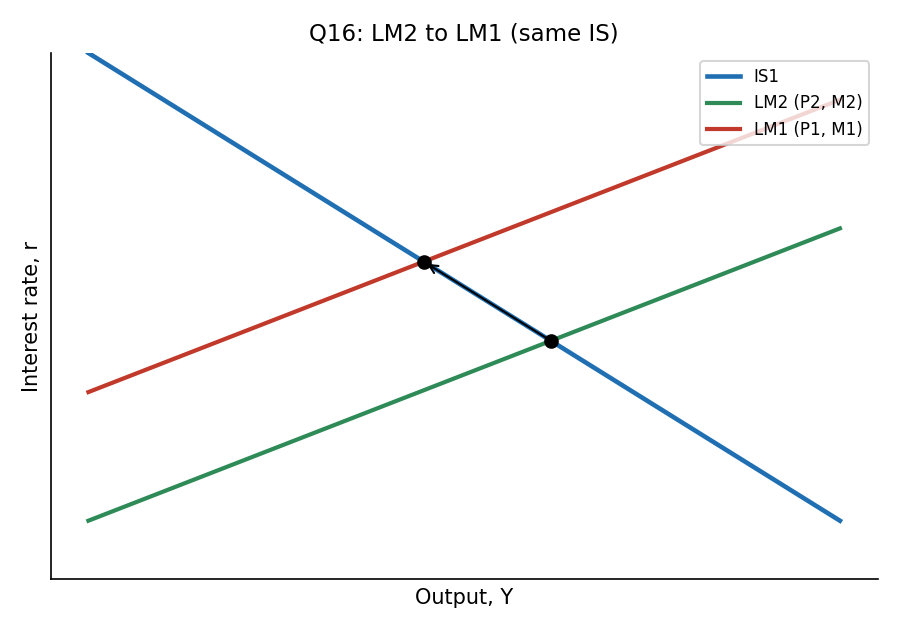 Q16: LM2 to LM1 (same IS)
IS1
LM2 (P2, M2)
LM1 (P1, M1)
Interest rate, r
Output, Y